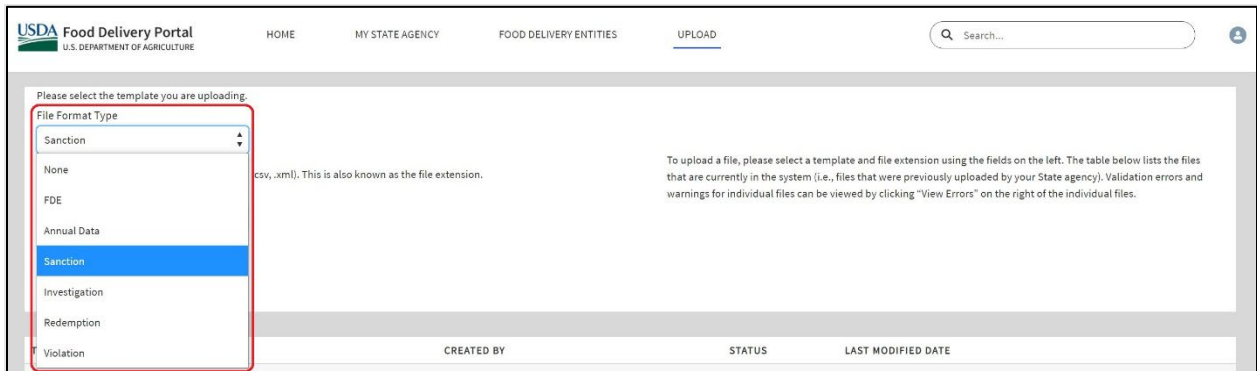 USDA Food Delivery Portal
U.S. DEPARTMENT OF AGRICULTURE
HOME
MY STATE AGENCY
FOOD DELIVERY ENTITIES
UPLOAD
Search...
Please select the template you are uploading.
File Format Type
Sanction
None
FDE
Annual Data
Sanction
Investigation
Redemption
Violation
csv, .xml). This is also known as the file extension.
To upload a file, please select a template and file extension using the fields on the left. The table below lists the files
that are currently in the system (i.e., files that were previously uploaded by your State agency). Validation errors and
warnings for individual files can be viewed by clicking “View Errors” on the right of the individual files.
T
CREATED BY
STATUS
LAST MODIFIED DATE